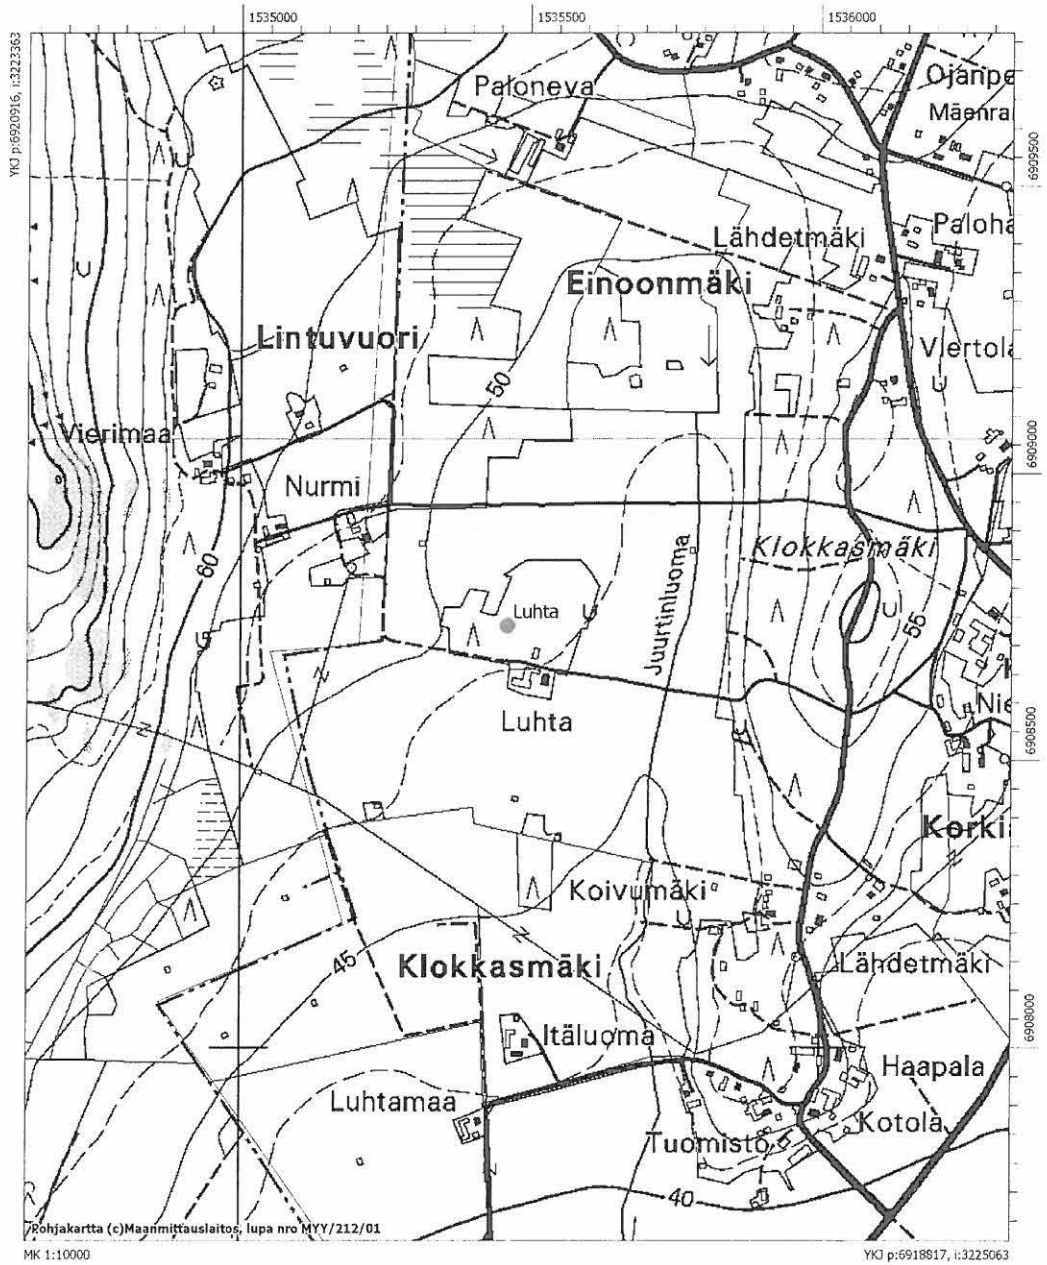 1535000
1535500
1536000
YKJ p:6920916, i:3223363
Paloneva
Ojanpe
Mäenra
6909500
Lähdetmäki
Paloha
Einoonmäki
Lintuvuori
Viertola
50
Vierimaa
6909000
Nurmi
Klokkasmäki
60
Juurtinluoma
Luhta
55
Luhta
Nie
6908500
Korki
Koivumäki
45
Klokkasmäki
Lähdetmäki
6908000
Itäluoma
Haapala
Luhtamaa
Kotola
Tuomisto
40
Pohjakartta (c)Maanmittauslaitos, lupa nro MYY/212/01
MK 1:10000
YKJ p:6918817, i:3225063